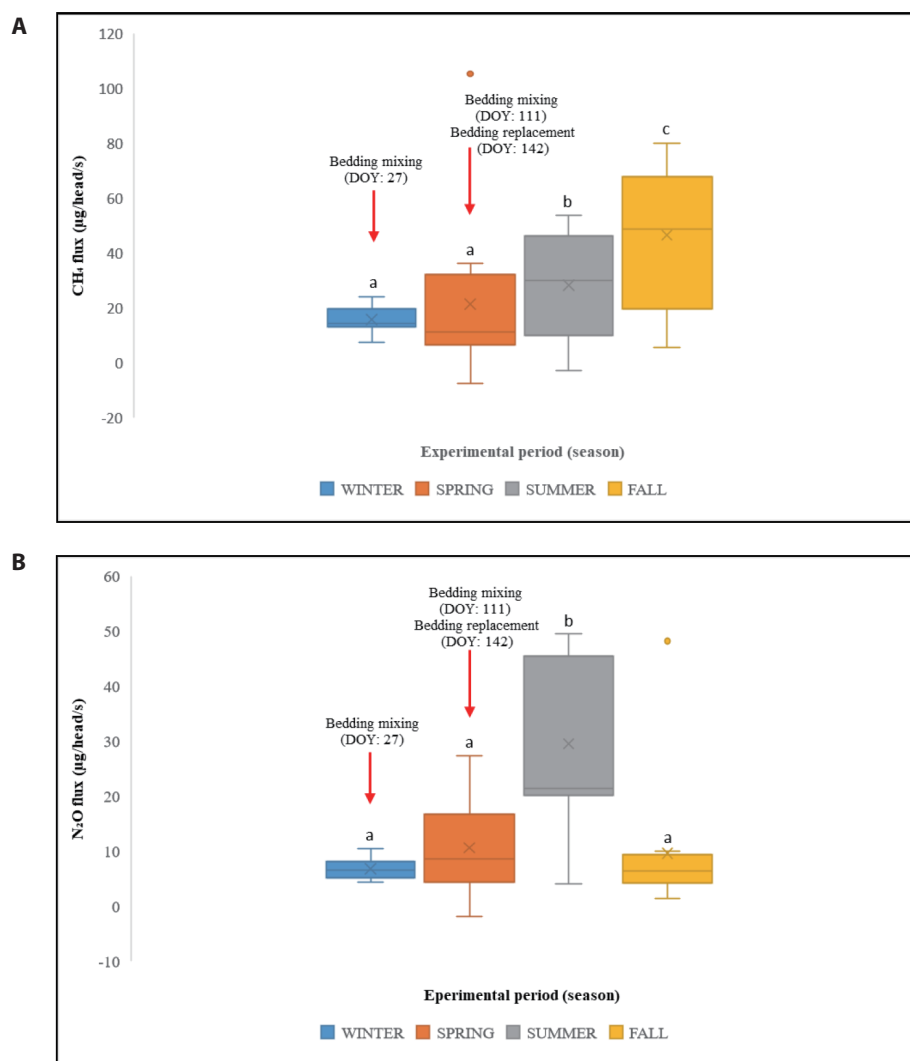 A
120
100
80
60
40
20
0
-20
CH₄ flux (µg/head/s)
Bedding mixing
(DOY: 27)
Bedding mixing
(DOY: 111)
Bedding replacement
(DOY: 142)
a
a
b
c
Experimental period (season)
WINTER SPRING SUMMER FALL
B
60
50
40
30
20
10
0
-10
N₂O flux (µg/head/s)
Bedding mixing
(DOY: 27)
Bedding mixing
(DOY: 111)
Bedding replacement
(DOY: 142)
a
a
b
a
Eperimental period (season)
WINTER SPRING SUMMER FALL